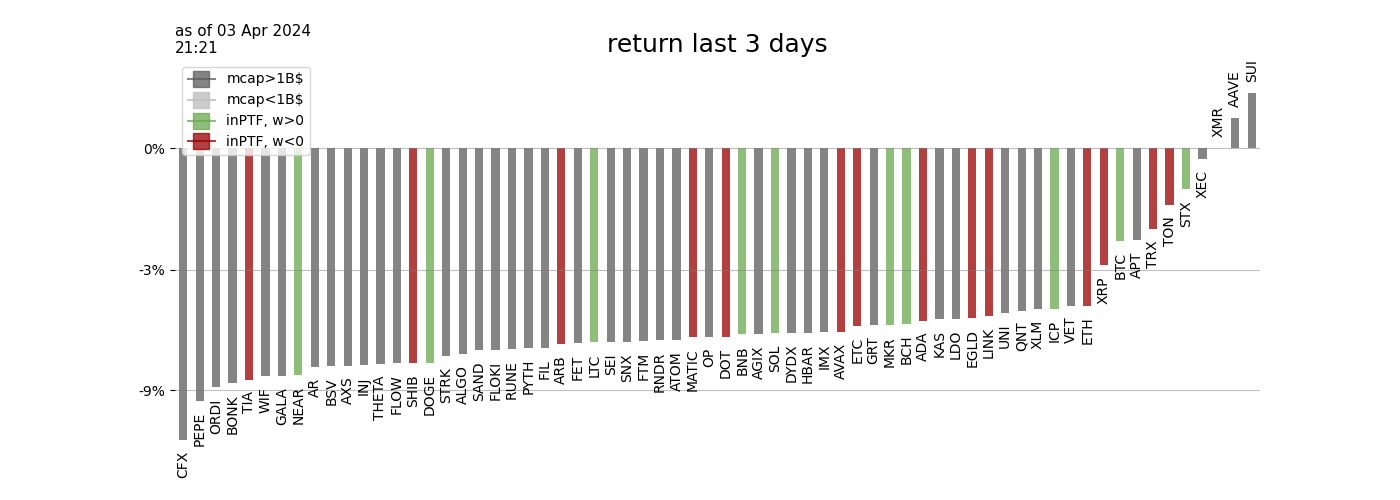 as of 03 Apr 2024
21:21
return last 3 days
mcap>1B$
mcap<1B$
inPTF, w>0
inPTF, w<0
0%
-3%
-9%
CFX
PEPE
ORDI
BONK
TIA
WIF
GALA
NEAR
AR
BSV
AXS
INJ
THETA
FLOW
SHIB
DOGE
STRK
ALGO
SAND
FLOKI
RUNE
PYTH
FIL
ARB
FET
LTC
SEI
SNX
FTM
RNDR
ATOM
MATIC
OP
DOT
BNB
AGIX
SOL
DYDX
HBAR
IMX
AVAX
ETC
GRT
MKR
BCH
ADA
KAS
LDO
EGLD
LINK
UNI
QNT
XLM
ICP
VET
ETH
XRP
BTC
APT
TRX
TON
STX
XEC
XMR
AAVE
SUI